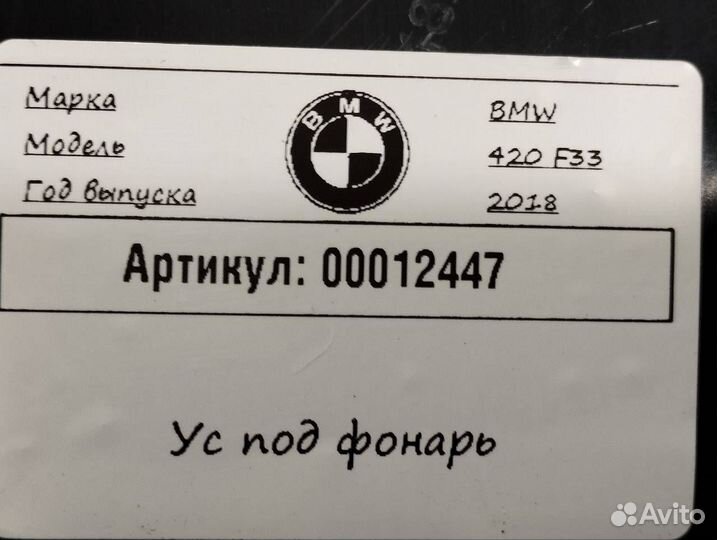 Марка BMW
Модель 420 F33
Год выпуска 2018
BMW
Артикул: 00012447
Ус под фонарь
Avito